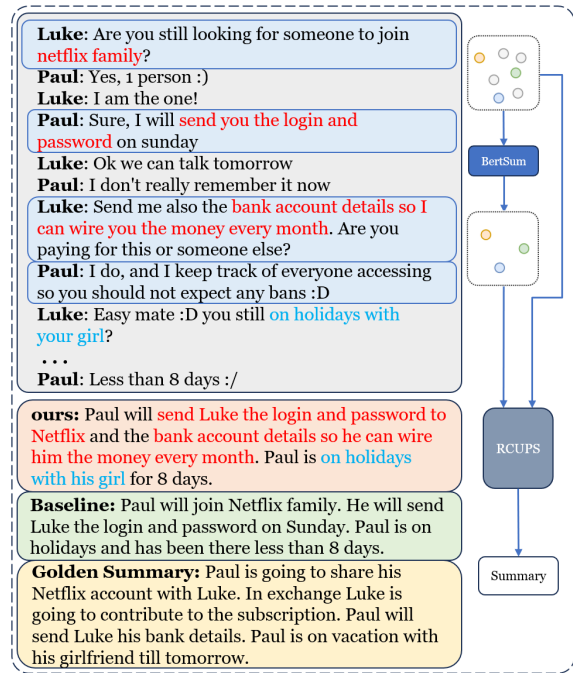 Luke: Are you still looking for someone to join
netflix family?
Paul: Yes, 1 person :)
Luke: I am the one!
Paul: Sure, I will send you the login and
password on sunday
Luke: Ok we can talk tomorrow
Paul: I don't really remember it now
Luke: Send me also the bank account details so I
can wire you the money every month. Are you
paying for this or someone else?
Paul: I do, and I keep track of everyone accessing
so you should not expect any bans :D
Luke: Easy mate :D you still on holidays with
your girl?
...
Paul: Less than 8 days :/
ours: Paul will send Luke the login and password to
Netflix and the bank account details so he can wire
him the money every month. Paul is on holidays
with his girl for 8 days.
Baseline: Paul will join Netflix family. He will send
Luke the login and password on Sunday. Paul is on
holidays and has been there less than 8 days.
Golden Summary: Paul is going to share his
Netflix account with Luke. In exchange Luke is
going to contribute to the subscription. Paul will
send Luke his bank details. Paul is on vacation with
his girlfriend till tomorrow.
BertSum
RCUPS
Summary